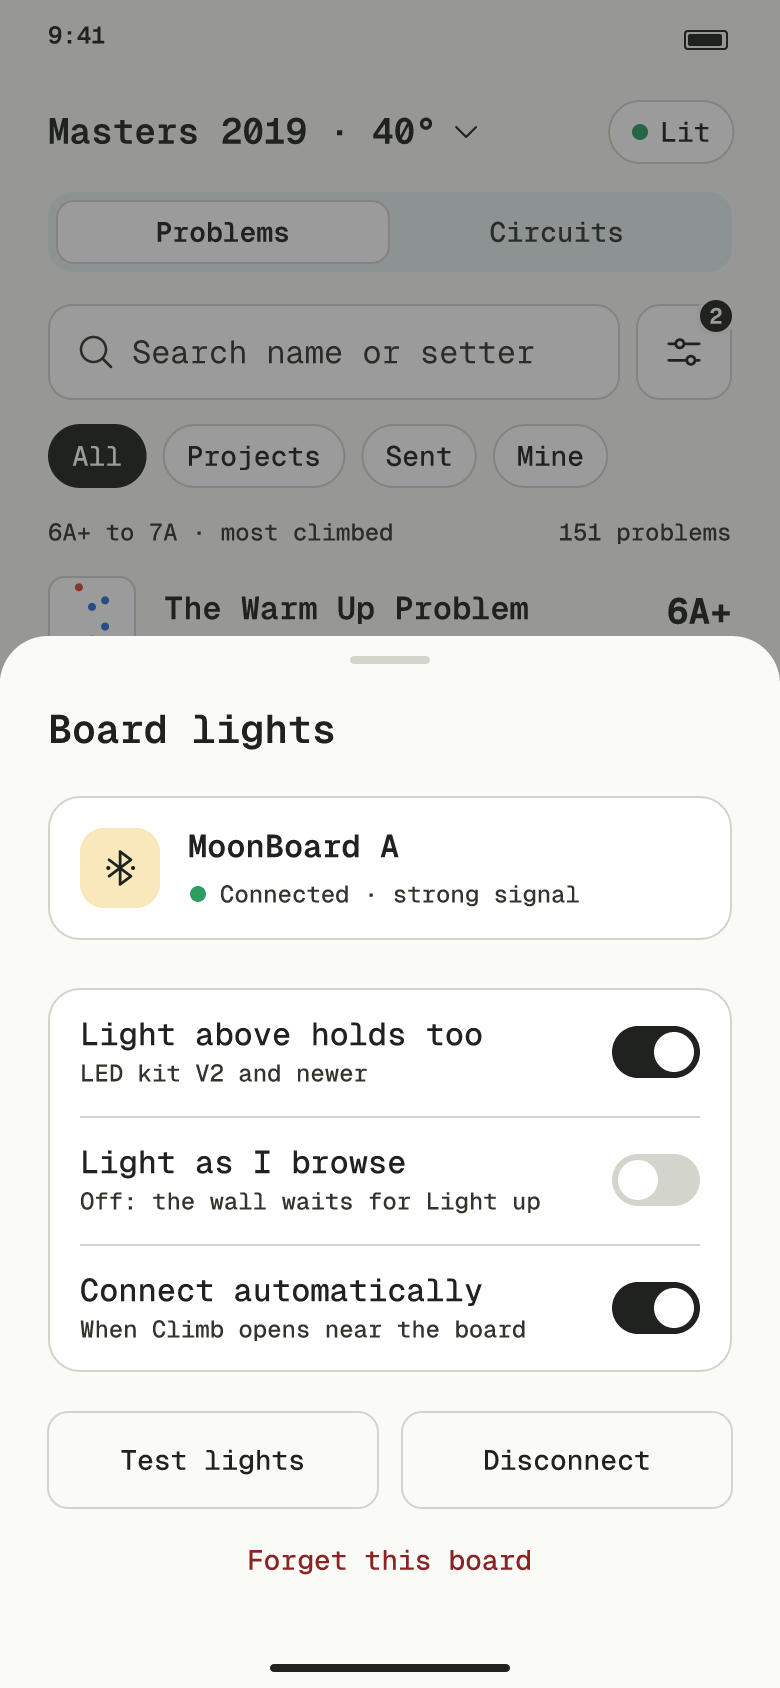 9:41
Masters 2019 · 40°
Lit
Problems
Circuits
Search name or setter
2
All
Projects
Sent
Mine
6A+ to 7A · most climbed
151 problems
The Warm Up Problem
6A+
Board lights
MoonBoard A
Connected · strong signal
Light above holds too
LED kit V2 and newer
Light as I browse
Off: the wall waits for Light up
Connect automatically
When Climb opens near the board
Test lights
Disconnect
Forget this board